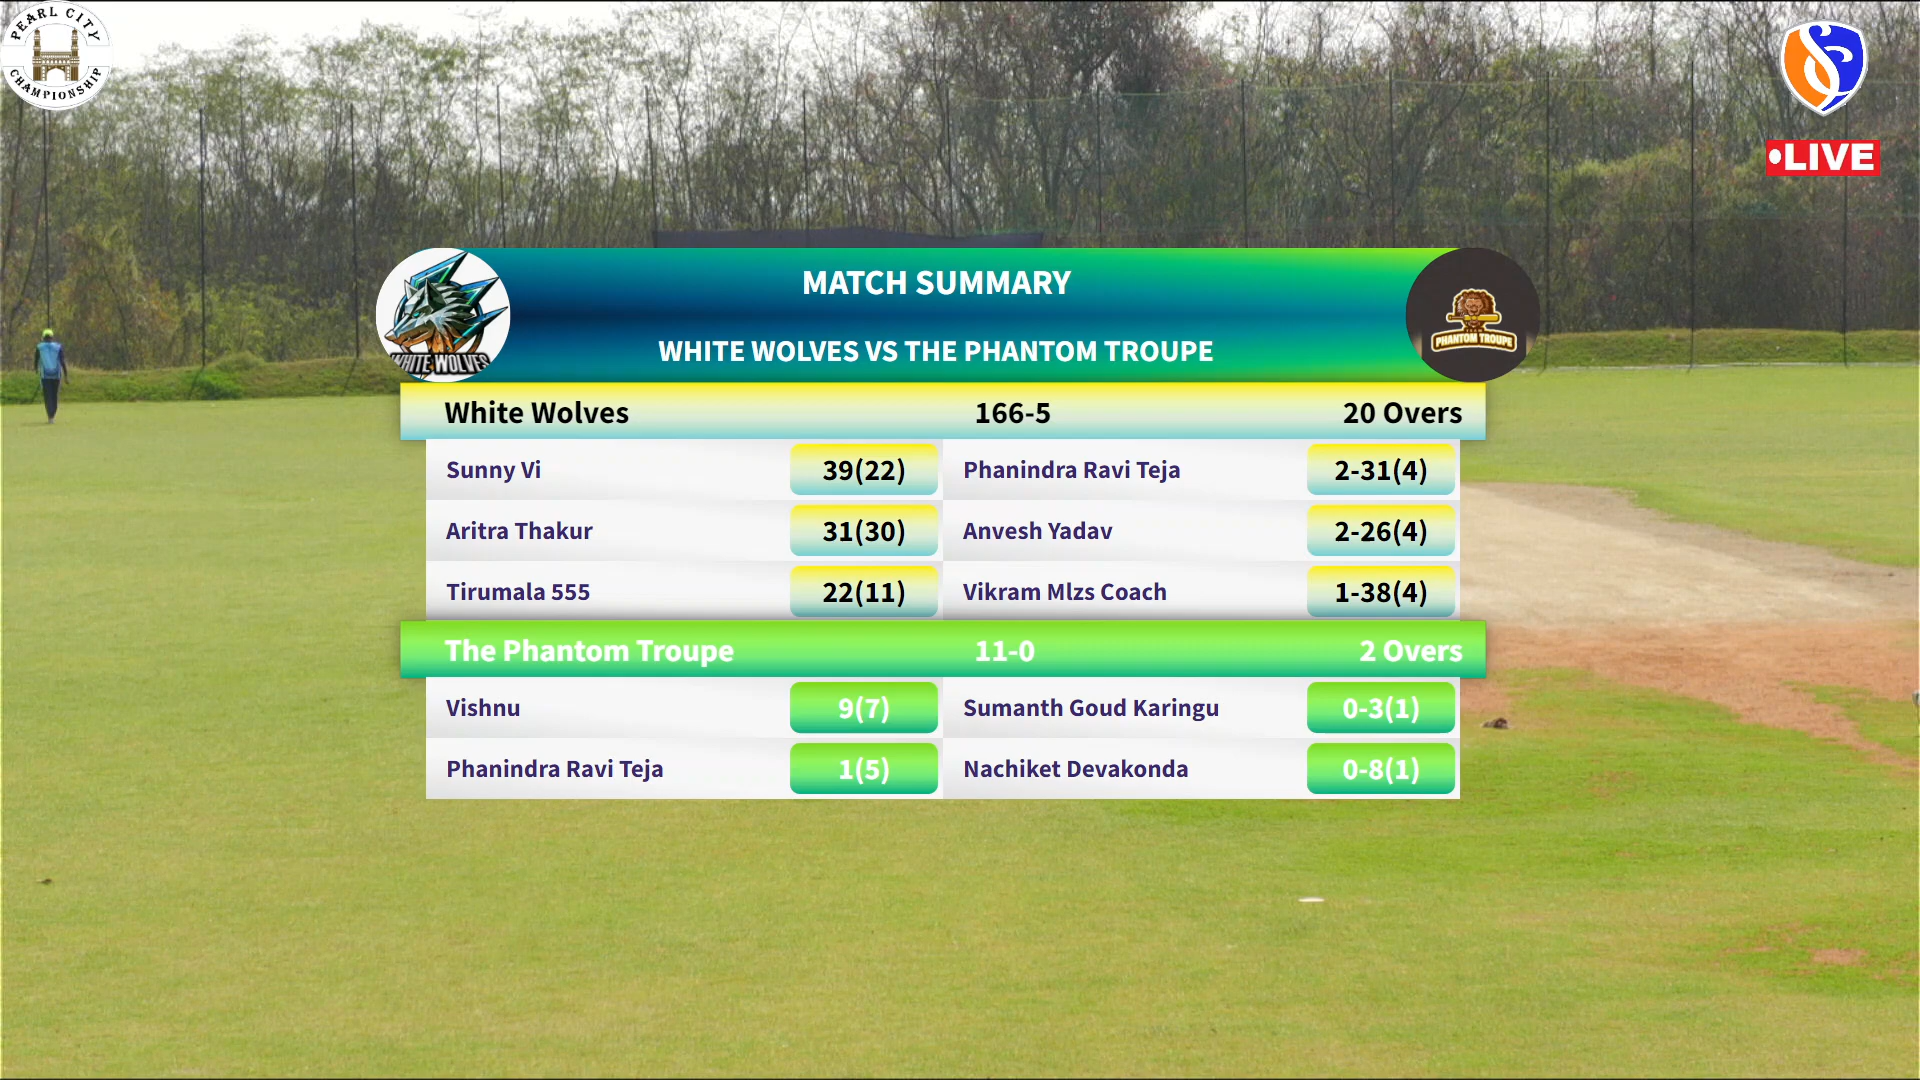 PEARL CITY
CHAMPIONSHIP
LIVE
MATCH SUMMARY
WHITE WOLVES VS THE PHANTOM TROUPE
WHITE WOLVES
PHANTOM TROUPE
White Wolves 166-5 20 Overs
Sunny Vi 39(22) Phanindra Ravi Teja 2-31(4)
Aritra Thakur 31(30) Anvesh Yadav 2-26(4)
Tirumala 555 22(11) Vikram Mlzs Coach 1-38(4)
The Phantom Troupe 11-0 2 Overs
Vishnu 9(7) Sumanth Goud Karingu 0-3(1)
Phanindra Ravi Teja 1(5) Nachiket Devakonda 0-8(1)